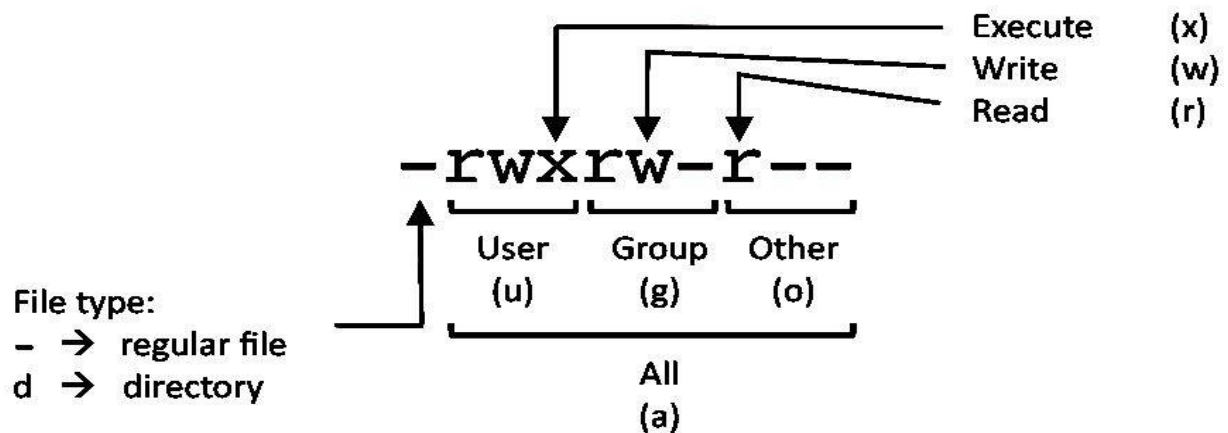 Execute (x)
Write (w)
Read (r)
-rwxrw-r--
User Group Other
(u) (g) (o)
File type:
- → regular file
d → directory
All
(a)